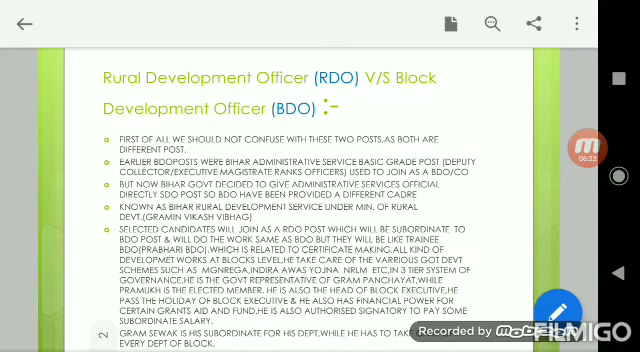 Rural Development Officer (RDO) V/S Block
Development Officer (BDO) :-
FIRST OF ALL WE SHOULD NOT CONFUSE WITH THESE TWO POSTS,AS BOTH ARE
DIFFERENT POST.
EARLIER BDOPOSTS WERE BIHAR ADMINISTRATIVE SERVICE BASIC GRADE POST (DEPUTY
COLLECTOR/EXECUTIVE MAGISTRATE RANKS OFFICERS) USED TO JOIN AS A BDO/CO
BUT NOW BIHAR GOVT DECIDED TO GIVE ADMINISTRATIVE.SERVICES OFFICIAL
DIRECTLY SDO POST SO BDO HAVE BEEN PROVIDED A DIFFERENT CADRE
KNOWN AS BIHAR RURAL DEVELOPMENT SERVICE UNDER MIN. OF RURAL
DEVT.(GRAMIN VIKASH VIBHAG)
SELECTED CANDIDATES WILL JOIN AS A RDO POST WHICH WILL BE SUBORDINATE TO
BDO POST & WILL DO THE WORK SAME AS BDO BUT THEY WILL BE LIKE TRAINEE
BDO(PRABHARI BDO).WHICH IS RELATED TO CERTIFICATE MAKING.ALL KIND OF
DEVELOPMET WORKS AT BLOCKS LEVEL,HE TAKE CARE OF THE VARRIOUS GOT DEVT
SCHEMES SUCH AS MGNREGA,INDIRA AWAS YOJNA NRLM ETC,IN 3 TIER SYSTEM OF
GOVERNANCE,HE IS THE GOVT REPRESENTATIVE OF GRAM PANCHAYAT,WHILE
PRAMUKH IS THE ELECTED MEMBER. HE IS ALSO THE HEAD OF BLOCK EXECUTIVE,HE
PASS THE HOLIDAY OF BLOCK EXECUTIVE & HE ALSO HAS FINANCIAL POWER FOR
CERTAIN GRANTS AID AND FUND.HE IS ALSO AUTHORISED SIGNATORY TO PAY SOME
SUBORDINATE SALARY.
GRAM SEWAK IS HIS SUBORDINATE FOR HIS DEPT,WHILE HE HAS TO TAKE
EVERY DEPT OF BLOCK.
2
06:23
Recorded by mobizen
FILMIGO